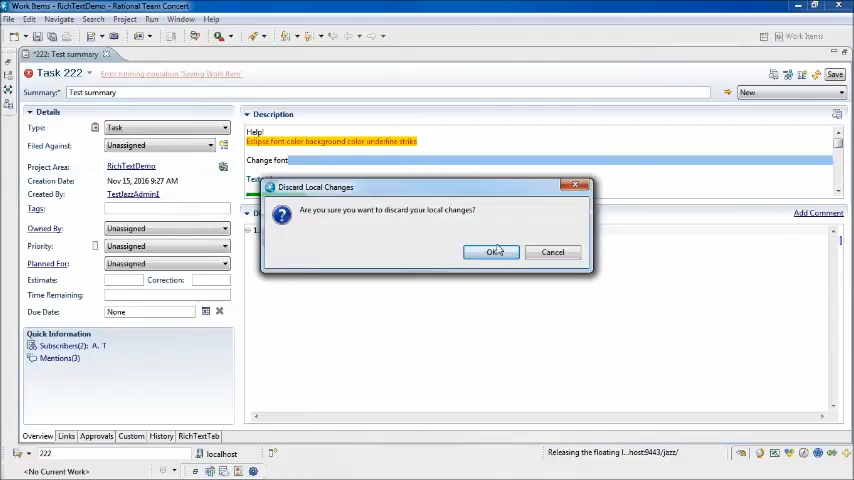 Work Items - RichTextDemo - Rational Team Concert
File Edit Navigate Search Project Run Window Help
Work Items
*222: Test summary
Task 222
Error running operation 'Saving Work Item'
Save
Summary:* Test summary
New
Details
Type: Task
Filed Against: Unassigned
Project Area: RichTextDemo
Creation Date: Nov 15, 2016 9:27 AM
Created By: TestJazzAdmin1
Tags:
Owned By: Unassigned
Priority: Unassigned
Planned For: Unassigned
Estimate: Correction:
Time Remaining:
Due Date: None
Quick Information
Subscribers(2): A, T
Mentions(3)
Description
Help!
Eclipse font color background color underline strike
Change font
Discard Local Changes
Are you sure you want to discard your local changes?
OK
Cancel
Add Comment
1.
Overview Links Approvals Custom History RichTextTab
222
localhost
Releasing the floating l...host:9443/jazz/
<No Current Work>